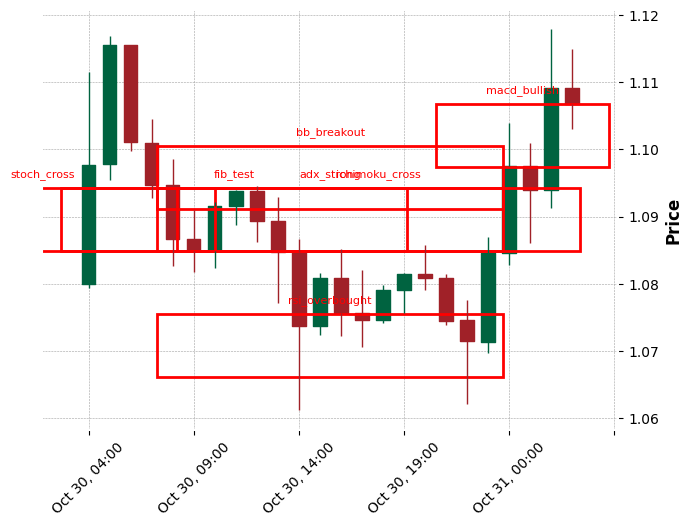 1.12
1.11
macd_bullish
1.10
bb_breakout
stoch_cross
fib_test
adx_strong
ichimoku_cross
1.09
Price
1.08
rsi_overbought
1.07
1.06
Oct 30, 04:00
Oct 30, 09:00
Oct 30, 14:00
Oct 30, 19:00
Oct 31, 00:00